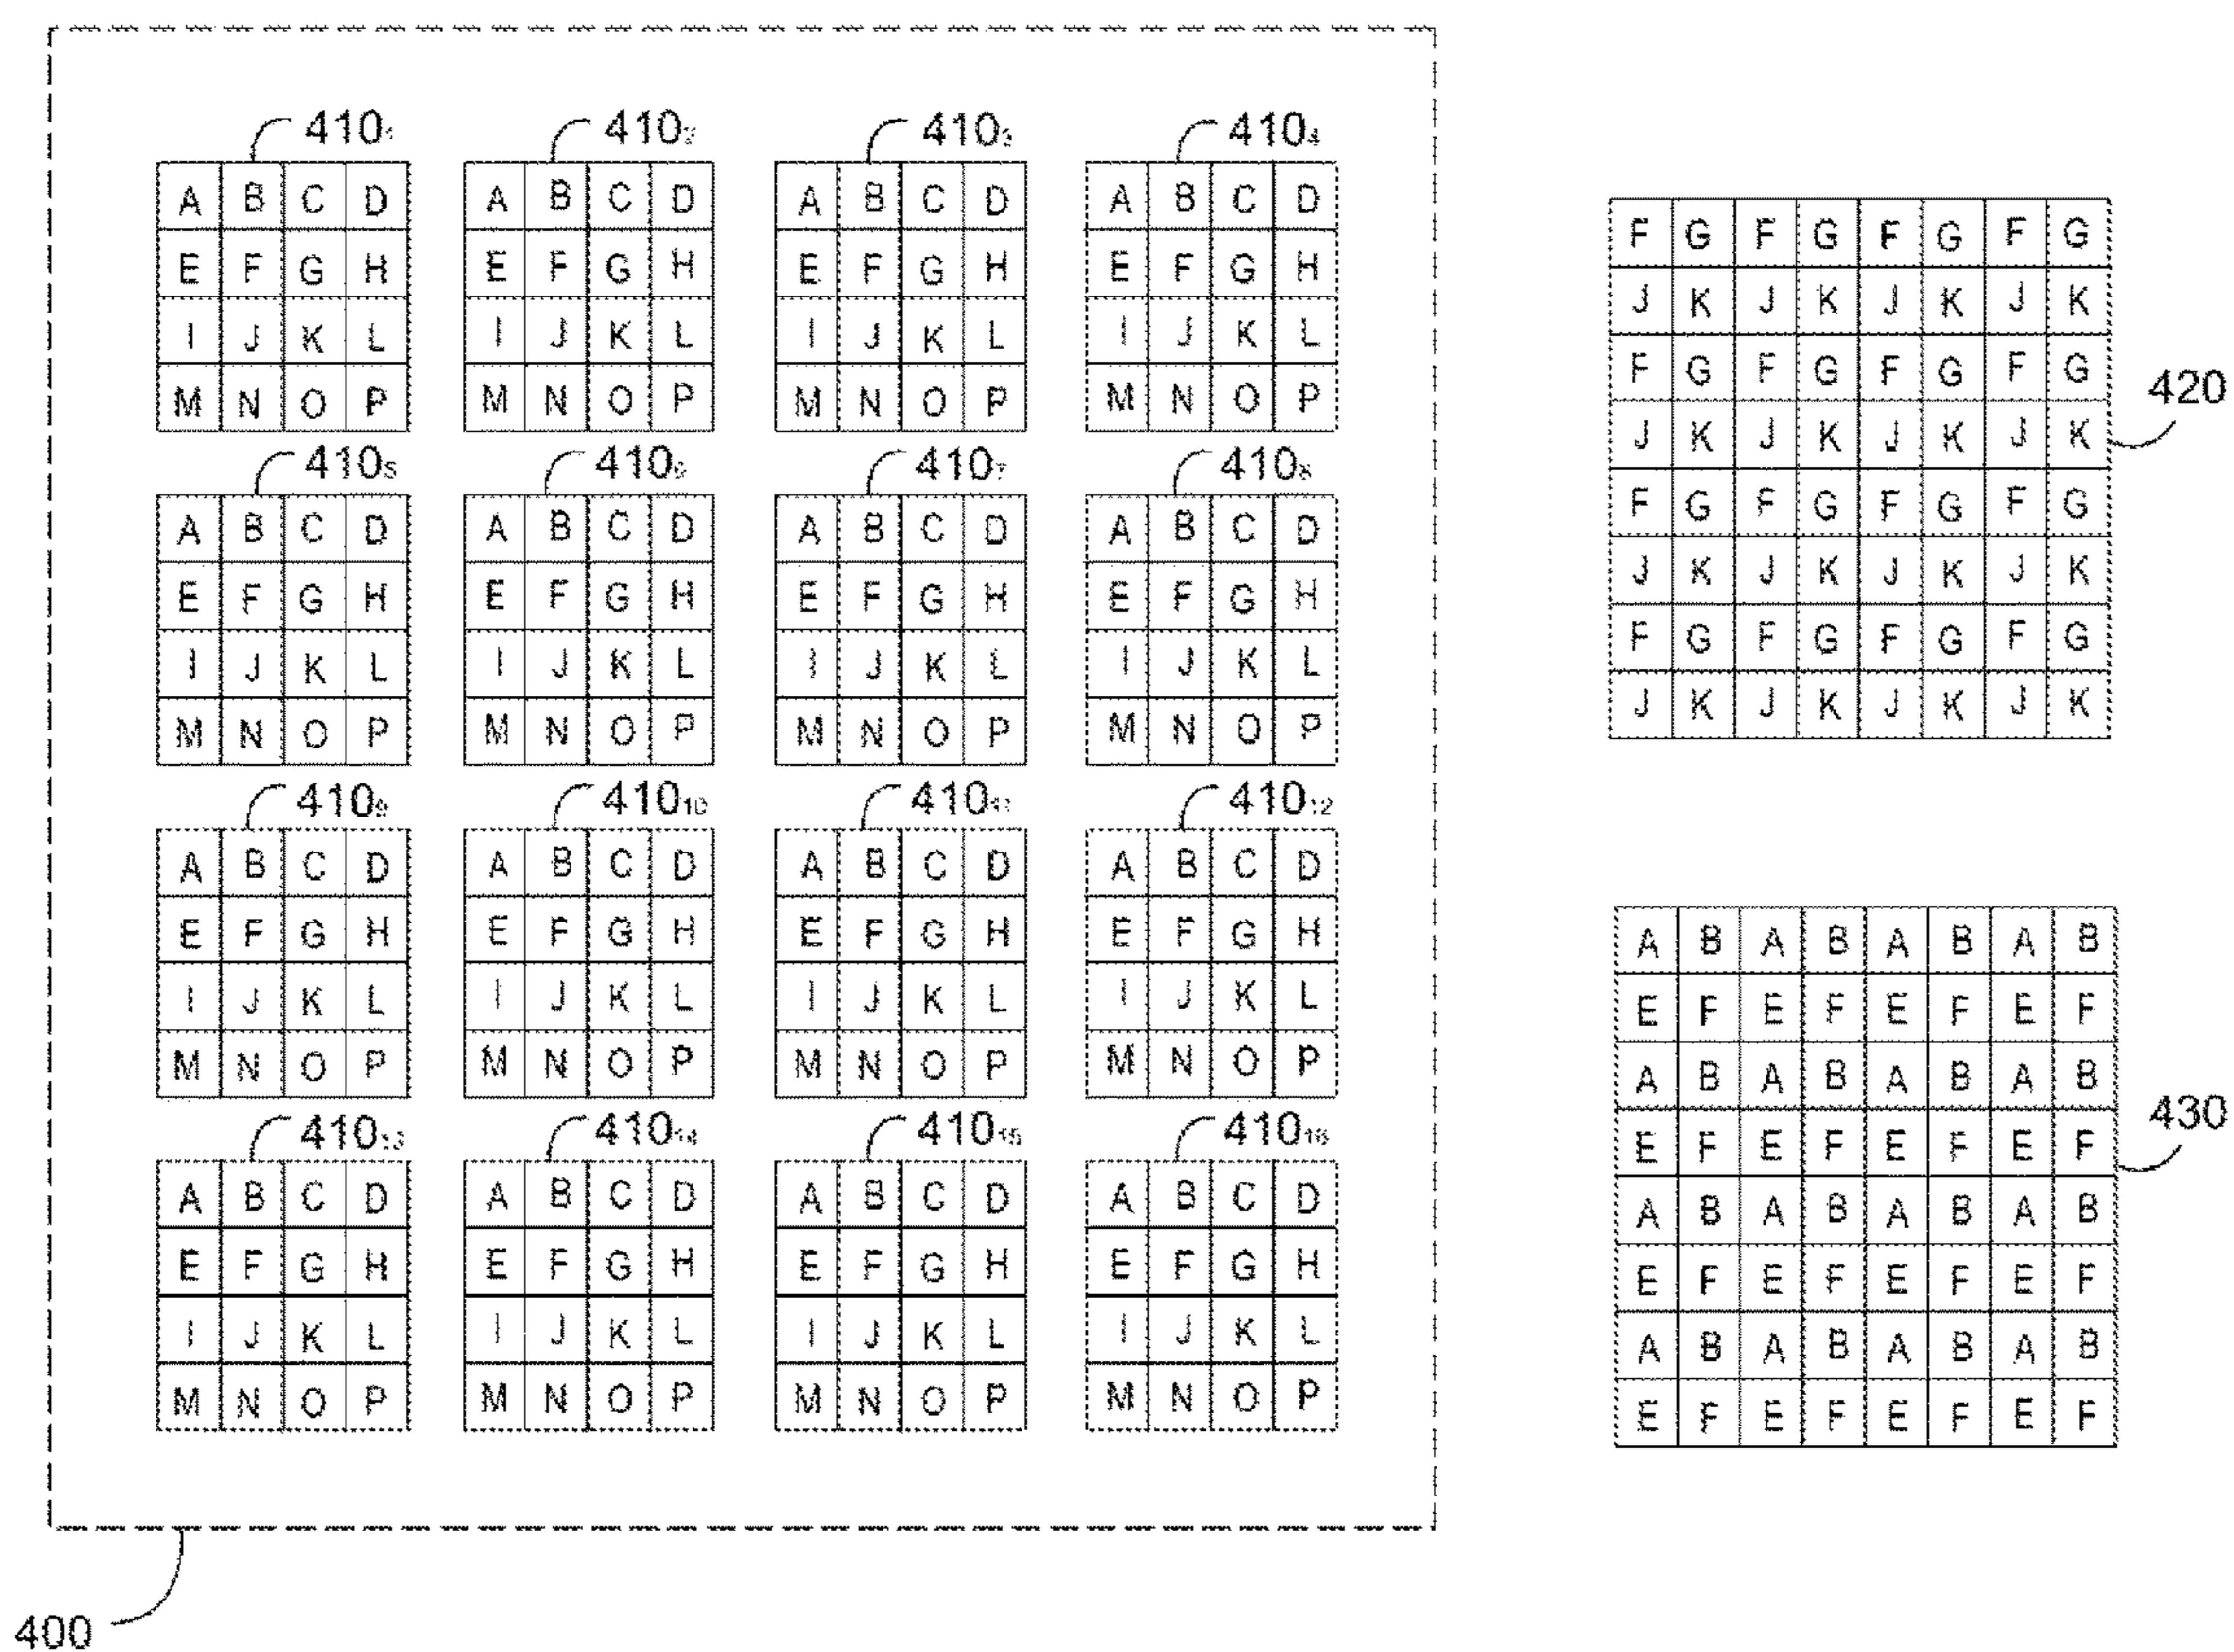 410₁ 410₂ 410₃ 410₄
A B C D A B C D A B C D A B C D
E F G H E F G H E F G H E F G H
I J K L I J K L I J K L I J K L
M N O P M N O P M N O P M N O P
410₅ 410₆ 410₇ 410₈
A B C D A B C D A B C D A B C D
E F G H E F G H E F G H E F G H
I J K L I J K L I J K L I J K L
M N O P M N O P M N O P M N O P
410₉ 410₁₀ 410₁₁ 410₁₂
A B C D A B C D A B C D A B C D
E F G H E F G H E F G H E F G H
I J K L I J K L I J K L I J K L
M N O P M N O P M N O P M N O P
410₁₃ 410₁₄ 410₁₅ 410₁₆
A B C D A B C D A B C D A B C D
E F G H E F G H E F G H E F G H
I J K L I J K L I J K L I J K L
M N O P M N O P M N O P M N O P
400
F G F G F G F G
J K J K J K J K
F G F G F G F G
J K J K J K J K
F G F G F G F G
J K J K J K J K
F G F G F G F G
J K J K J K J K
420
A B A B A B A B
E F E F E F E F
A B A B A B A B
E F E F E F E F
A B A B A B A B
E F E F E F E F
A B A B A B A B
E F E F E F E F
430